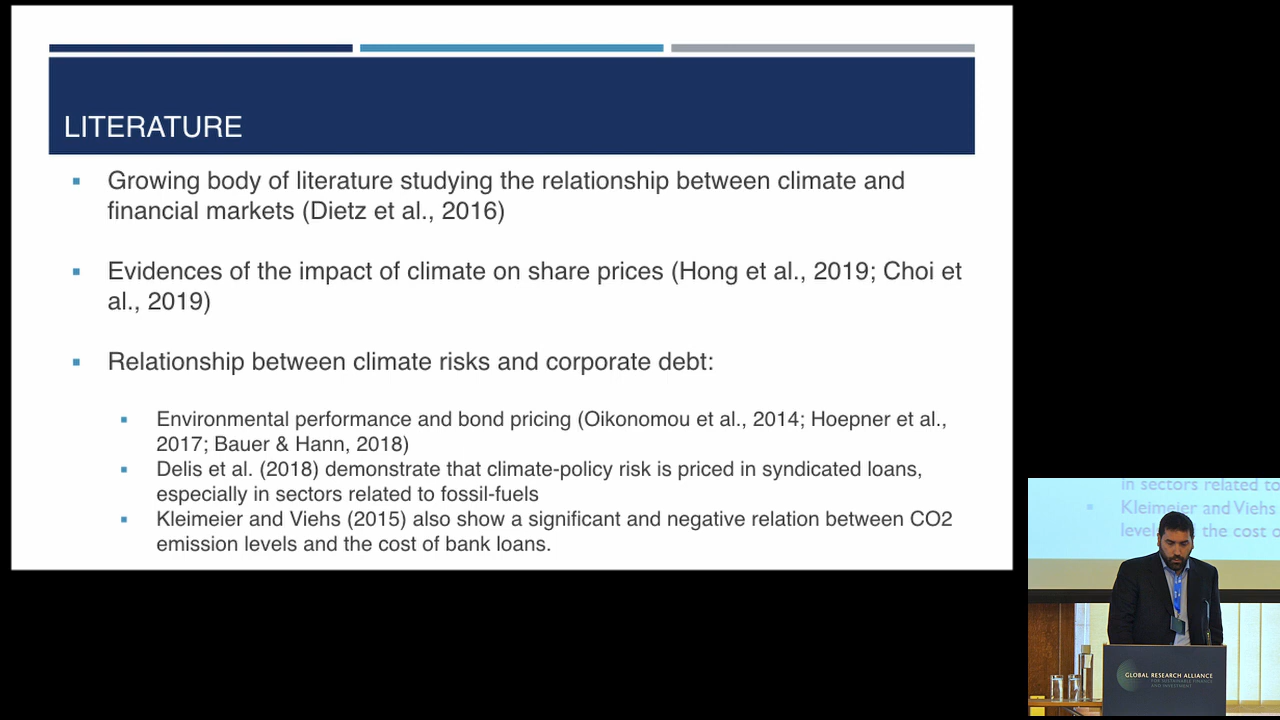 LITERATURE
Growing body of literature studying the relationship between climate and
financial markets (Dietz et al., 2016)
Evidences of the impact of climate on share prices (Hong et al., 2019; Choi et
al., 2019)
Relationship between climate risks and corporate debt:
Environmental performance and bond pricing (Oikonomou et al., 2014; Hoepner et al.,
2017; Bauer & Hann, 2018)
Delis et al. (2018) demonstrate that climate-policy risk is priced in syndicated loans,
especially in sectors related to fossil-fuels
Kleimeier and Viehs (2015) also show a significant and negative relation between CO2
emission levels and the cost of bank loans.
in sectors related to
Kleimeier and Viehs
the cost
GLOBAL RESEARCH ALLIANCE
FOR SUSTAINABLE FINANCE
AND INVESTMENT